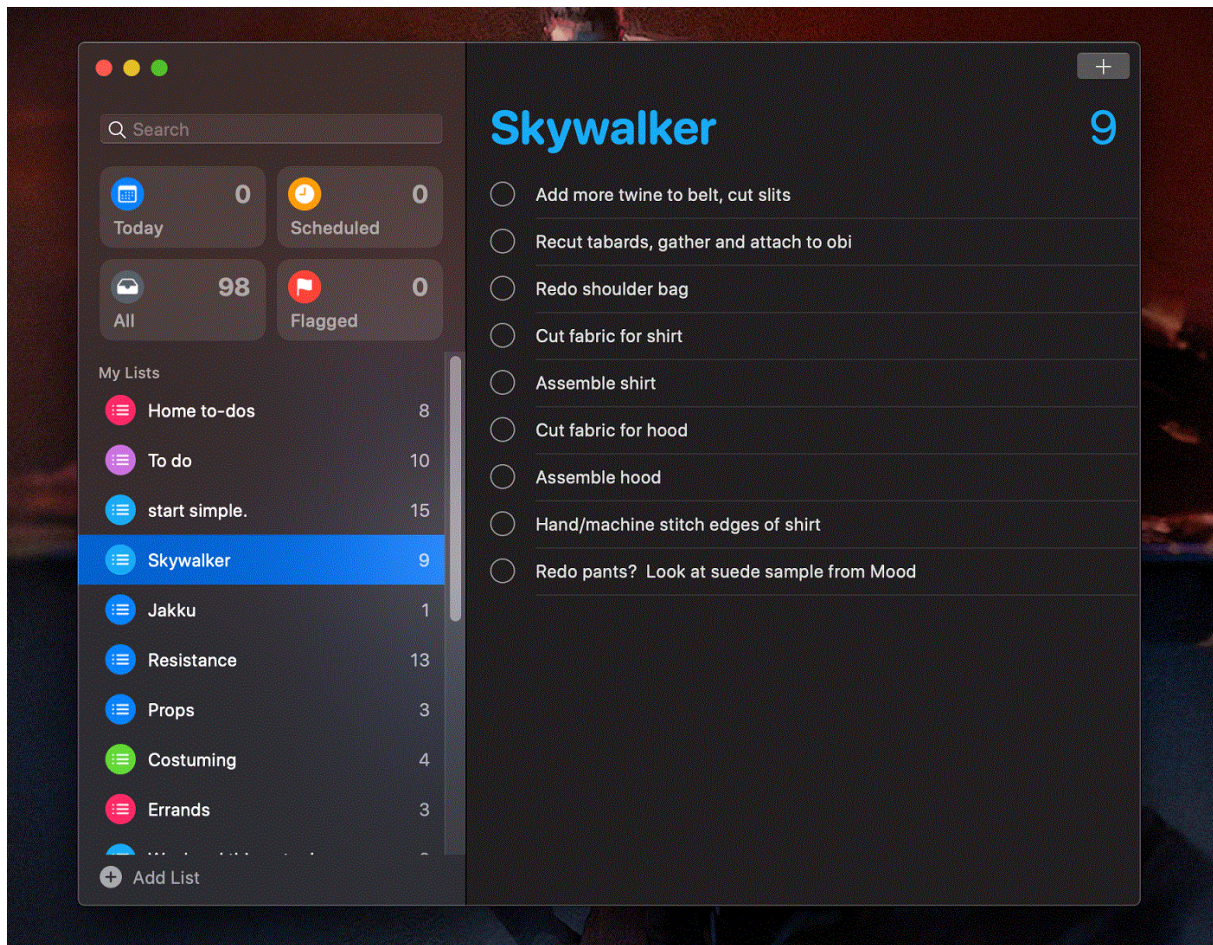 Search
0
Today
0
Scheduled
98
All
0
Flagged
My Lists
Home to-dos 8
To do 10
start simple. 15
Skywalker 9
Jakku 1
Resistance 13
Props 3
Costuming 4
Errands 3
Add List
Skywalker 9
Add more twine to belt, cut slits
Recut tabards, gather and attach to obi
Redo shoulder bag
Cut fabric for shirt
Assemble shirt
Cut fabric for hood
Assemble hood
Hand/machine stitch edges of shirt
Redo pants?  Look at suede sample from Mood